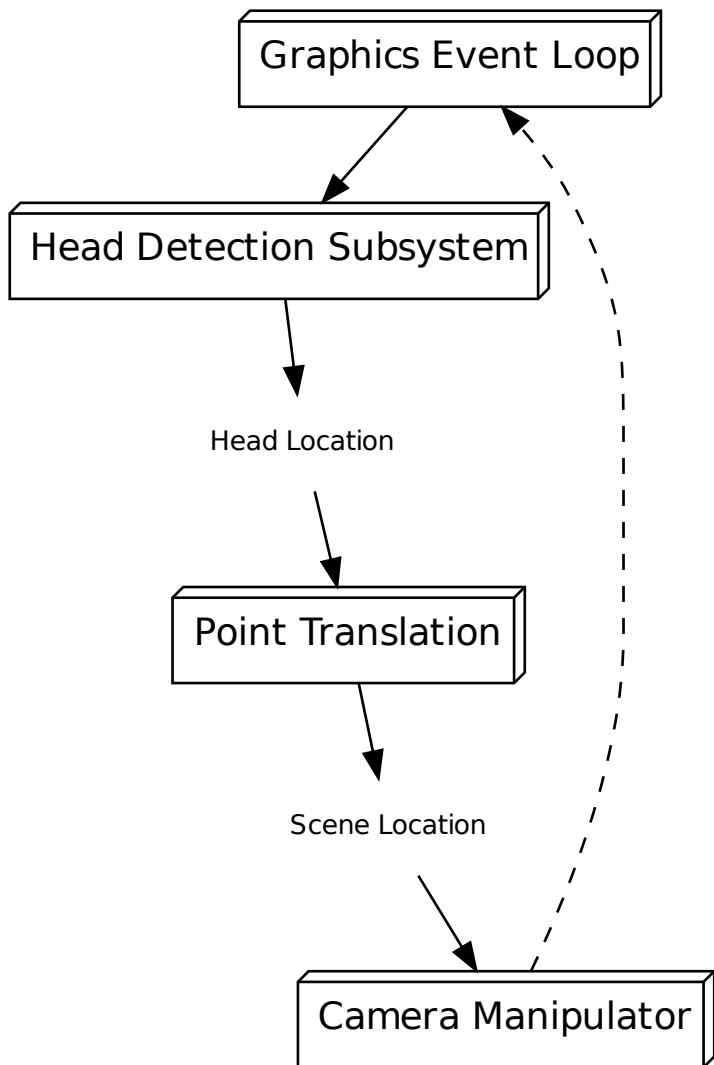 Graphics Event Loop
Head Detection Subsystem
Head Location
Point Translation
Scene Location
Camera Manipulator